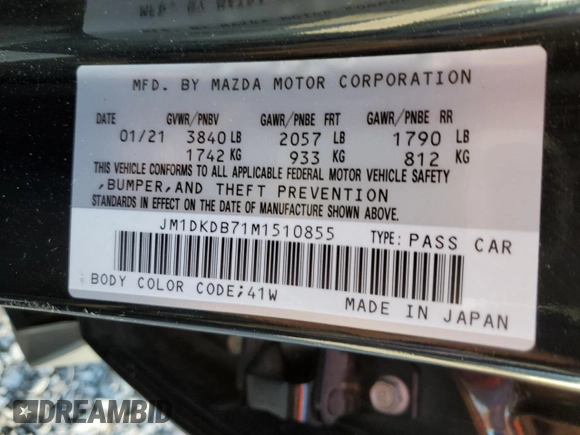 MFD. BY MAZDA MOTOR CORPORATION
DATE GVWR/PNBV GAWR/PNBE FRT GAWR/PNBE RR
01/21 3840 LB 2057 LB 1790 LB
1742 KG 933 KG 812 KG
THIS VEHICLE CONFORMS TO ALL APPLICABLE FEDERAL MOTOR VEHICLE SAFETY
,BUMPER,AND THEFT PREVENTION
STANDARDS IN EFFECT ON THE DATE OF MANUFACTURE SHOWN ABOVE.
JM1DKDB71M1510855 TYPE: PASS CAR
BODY COLOR CODE;41W MADE IN JAPAN
DREAMBID